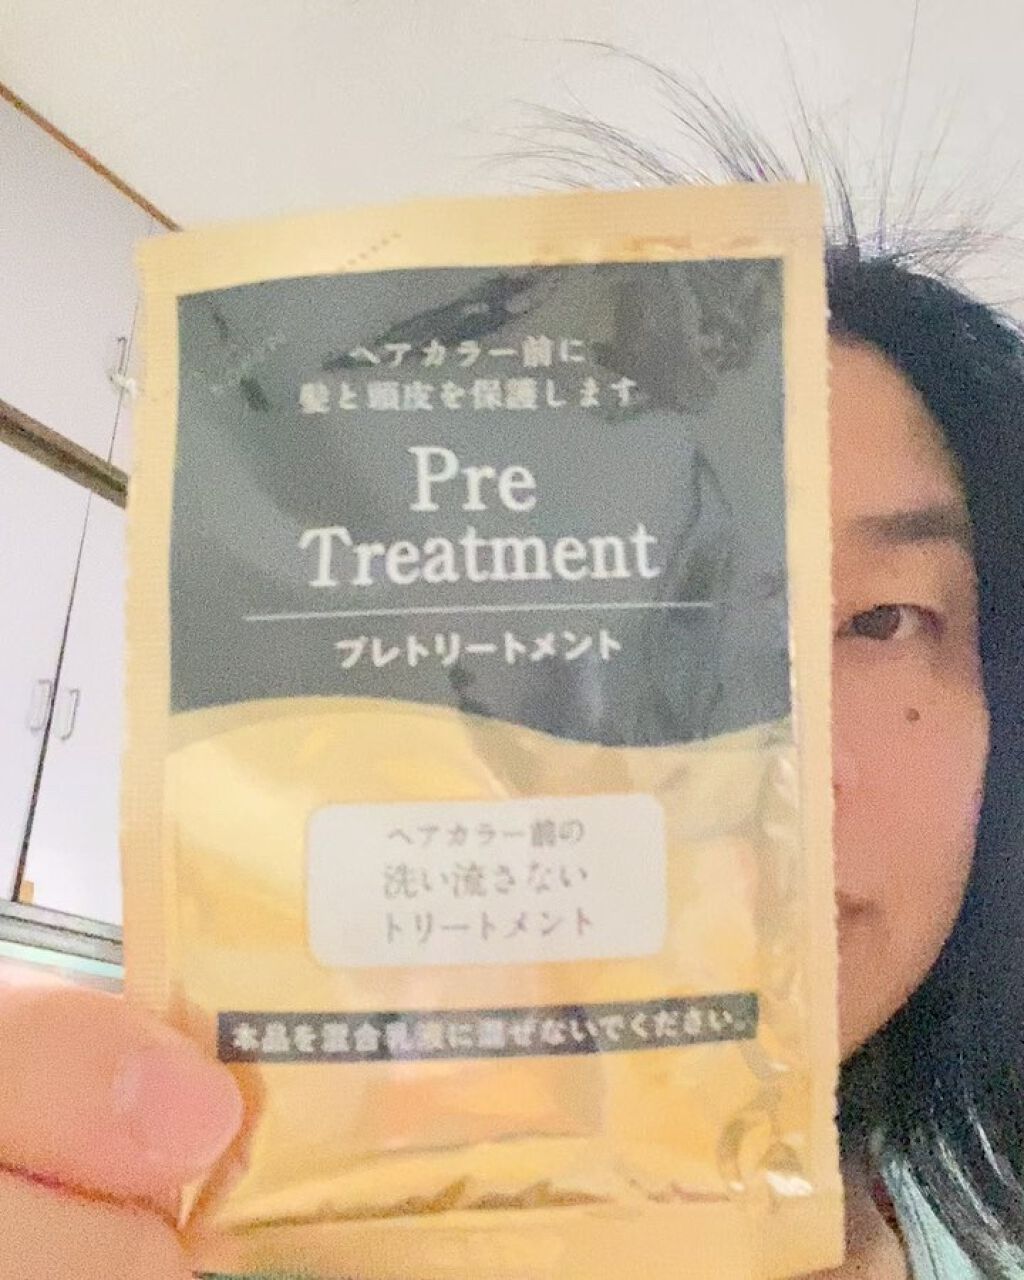 ヘアカラー前に
髪と頭皮を保護します
Pre
Treatment
プレトリートメント
ヘアカラー前の
洗い流さない
トリートメント
本品を混合乳液に混ぜないでください。